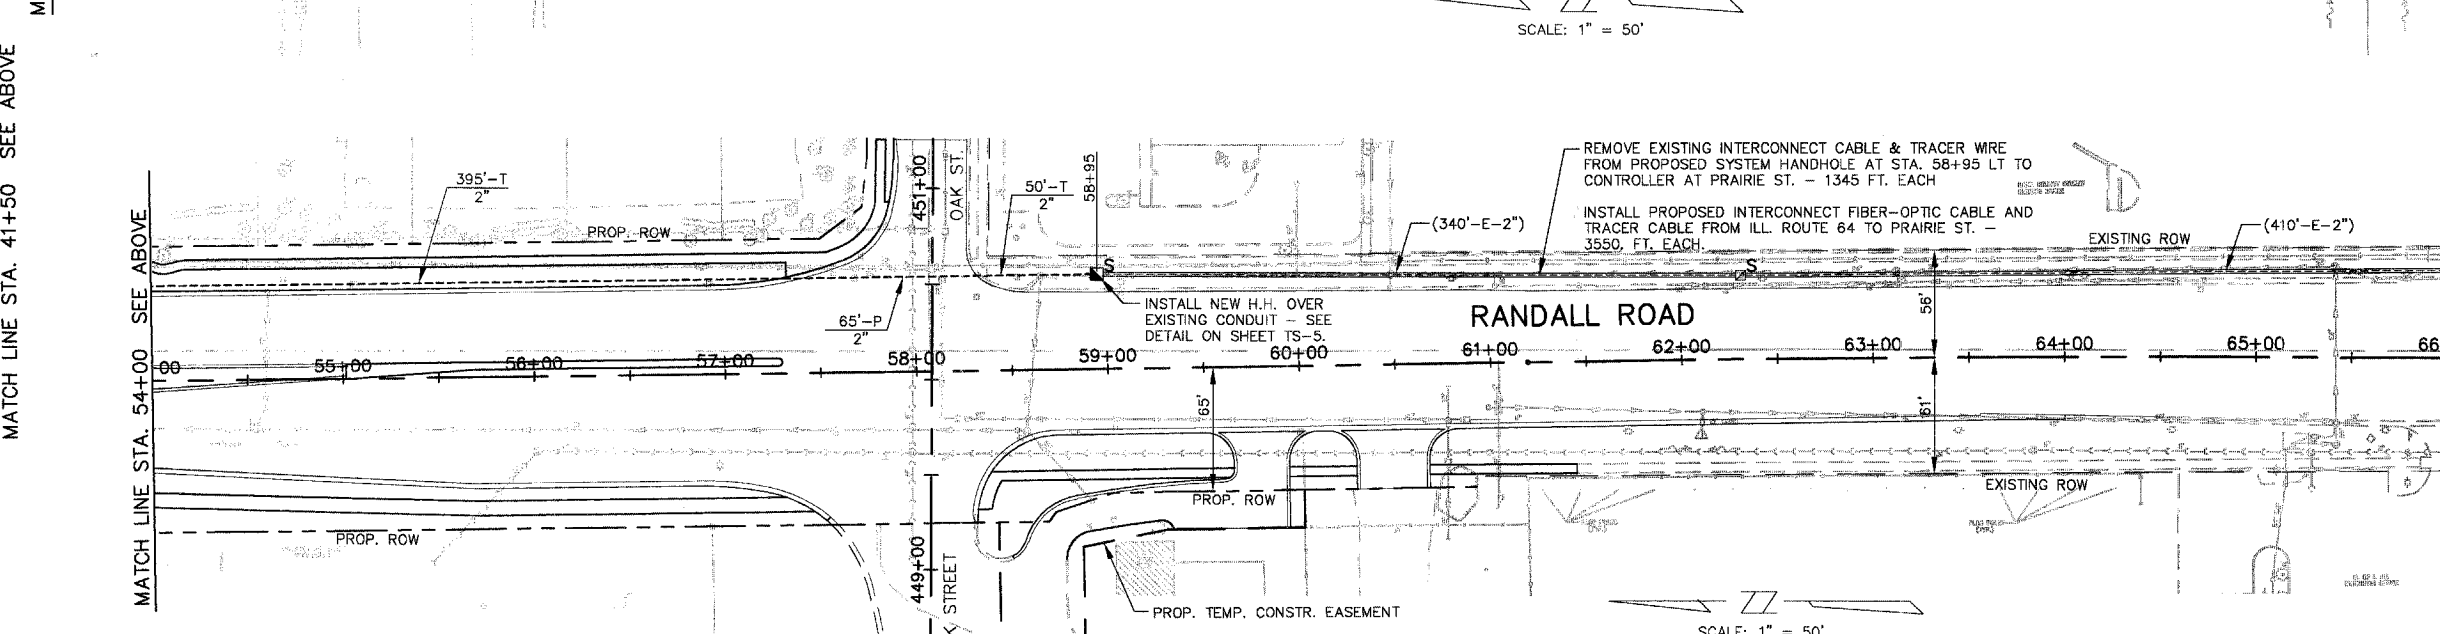 SCALE: 1" = 50'
MATCH LINE STA. 41+50 SEE ABOVE
MATCH LINE STA. 54+00 SEE ABOVE
395'-T
2"
PROP. ROW
451+00
OAK ST.
50'-T
2"
58+95
REMOVE EXISTING INTERCONNECT CABLE & TRACER WIRE
FROM PROPOSED SYSTEM HANDHOLE AT STA. 58+95 LT TO
CONTROLLER AT PRAIRIE ST. – 1345 FT. EACH
INSTALL PROPOSED INTERCONNECT FIBER-OPTIC CABLE AND
TRACER CABLE FROM ILL. ROUTE 64 TO PRAIRIE ST. –
3550. FT. EACH.
(340'-E-2")
EXISTING ROW
(410'-E-2")
S
S
65'-P
2"
INSTALL NEW H.H. OVER
EXISTING CONDUIT – SEE
DETAIL ON SHEET TS-5.
RANDALL ROAD
56'
00
55+00
56+00
57+00
58+00
59+00
60+00
61+00
62+00
63+00
64+00
65+00
66
65'
61'
PROP. ROW
PROP. ROW
EXISTING ROW
449+00
STREET
PROP. TEMP. CONSTR. EASEMENT
SCALE: 1" = 50'